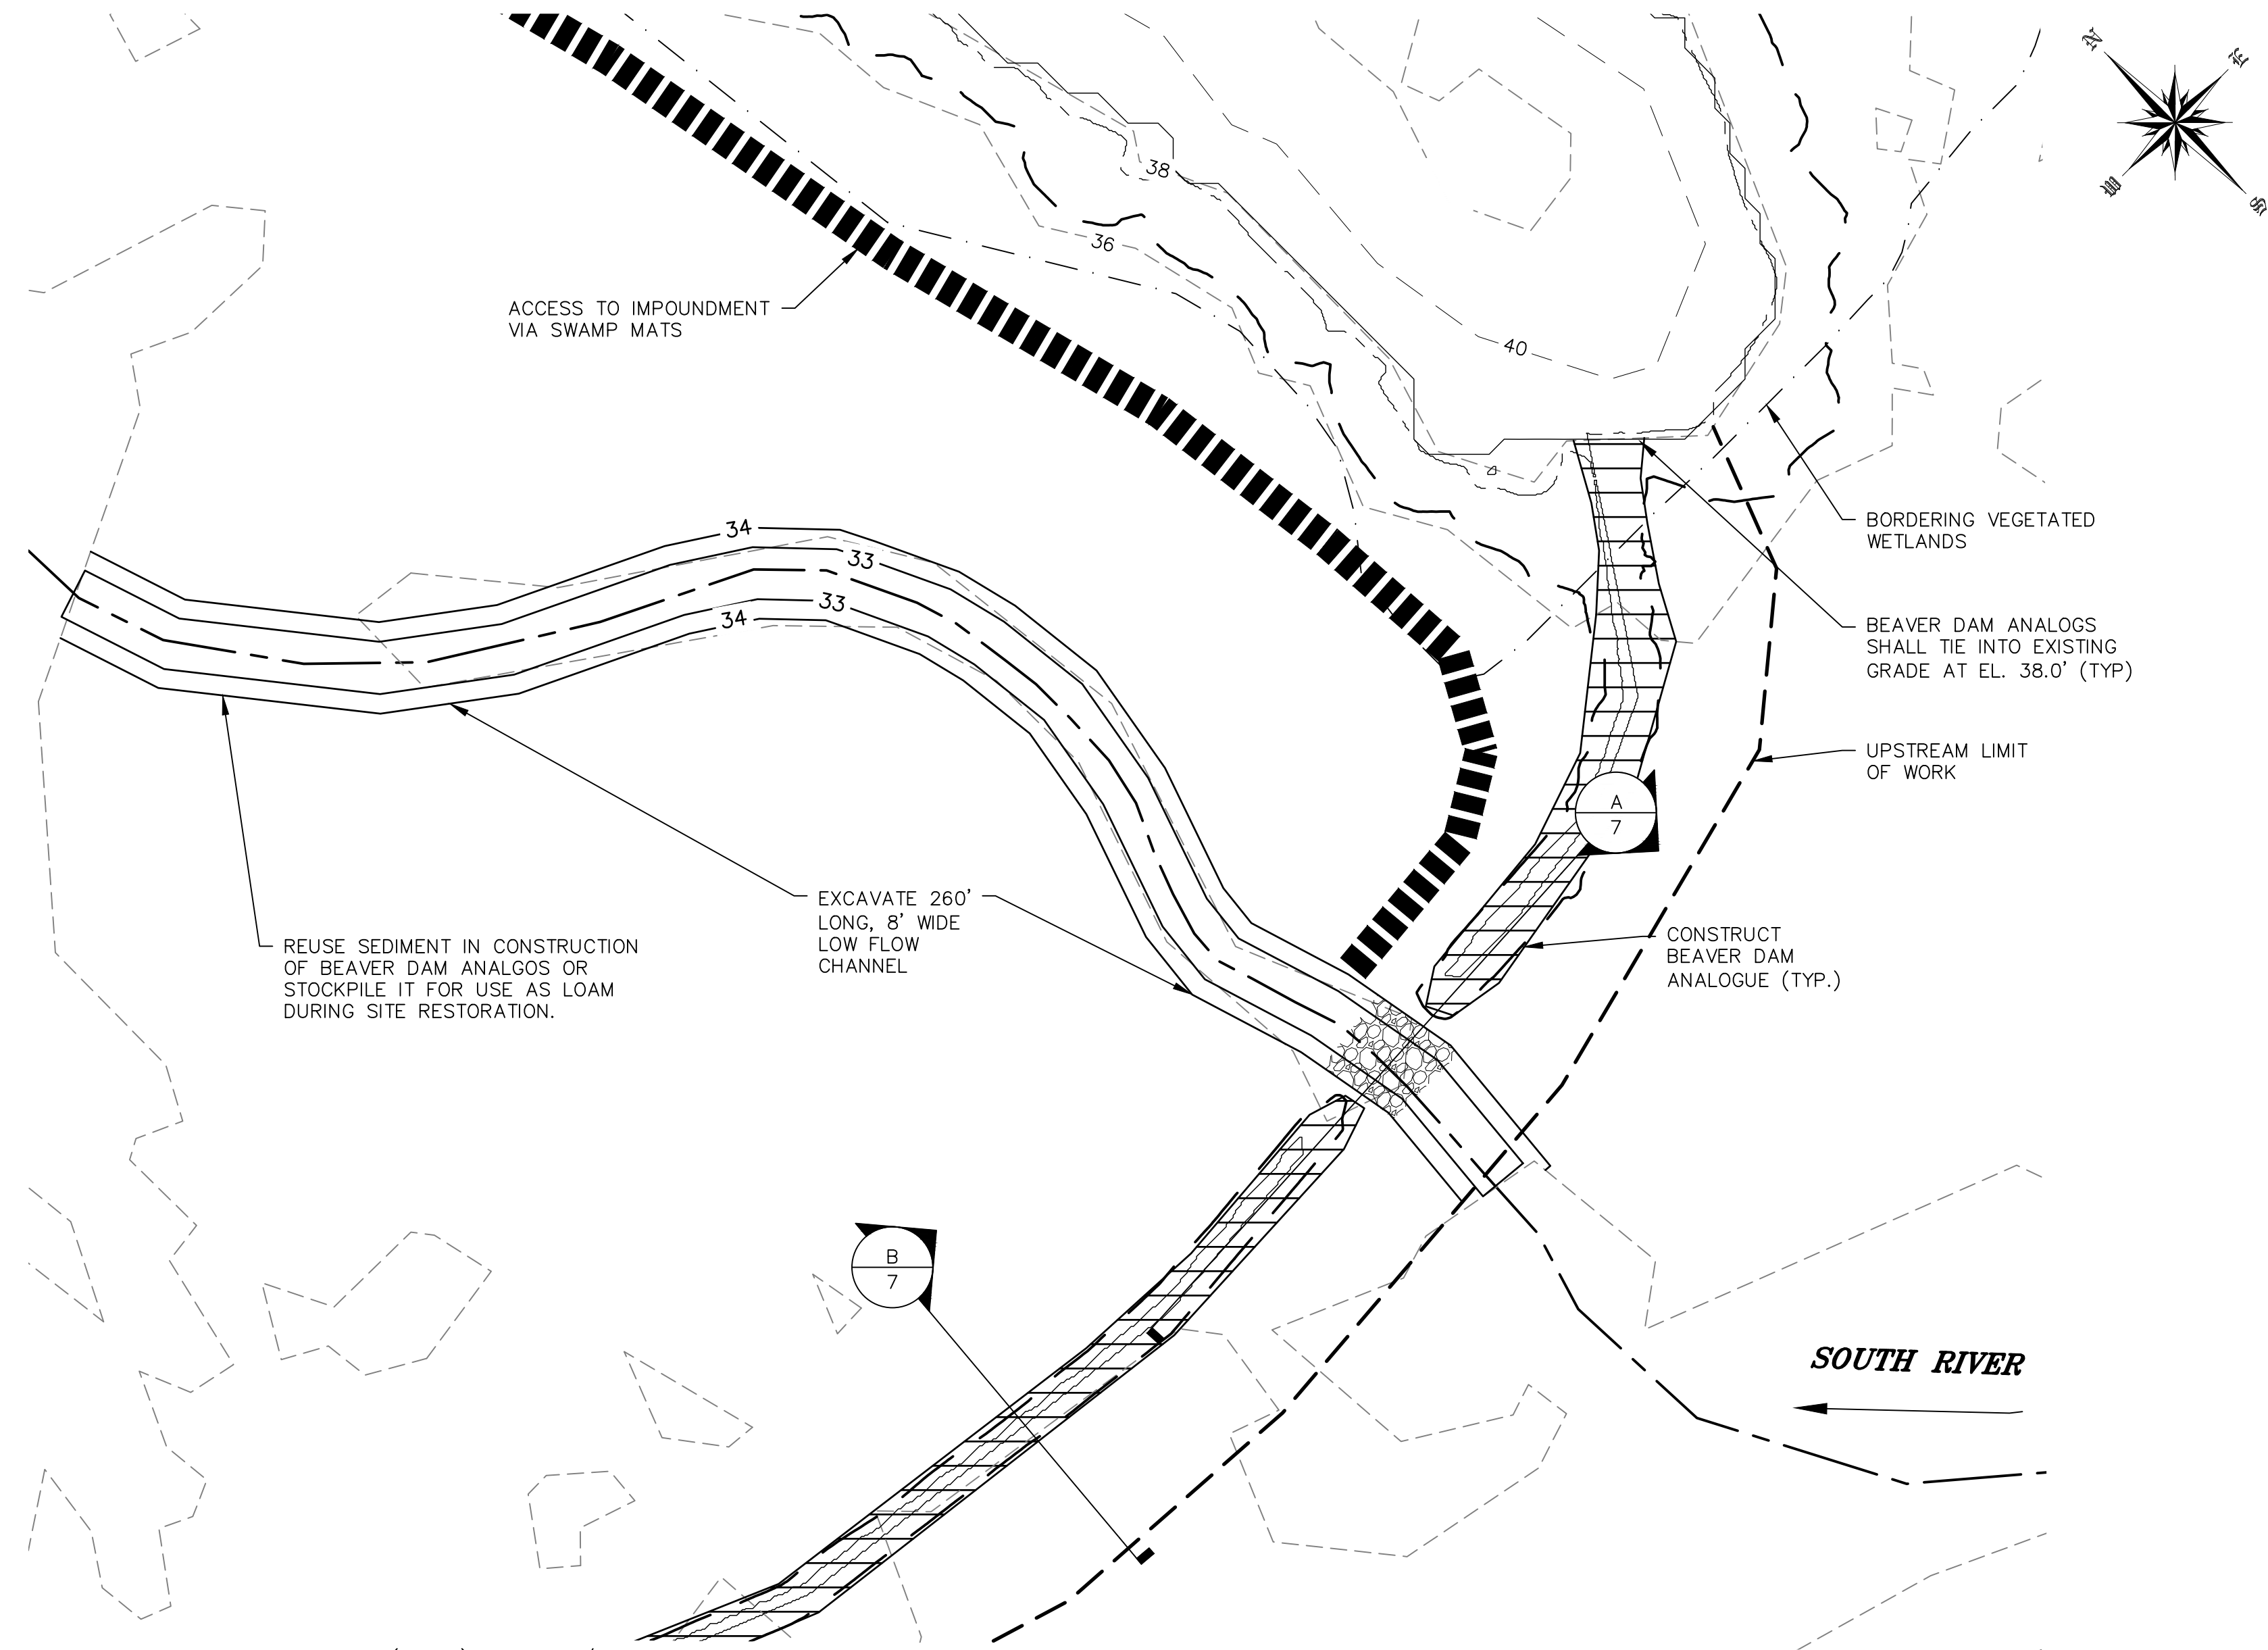 N
E
W
S
38
36
ACCESS TO IMPOUNDMENT
VIA SWAMP MATS
40
BORDERING VEGETATED
WETLANDS
34
33
33
34
BEAVER DAM ANALOGS
SHALL TIE INTO EXISTING
GRADE AT EL. 38.0' (TYP)
UPSTREAM LIMIT
OF WORK
A
7
EXCAVATE 260'
LONG, 8' WIDE
LOW FLOW
CHANNEL
REUSE SEDIMENT IN CONSTRUCTION
OF BEAVER DAM ANALGOS OR
STOCKPILE IT FOR USE AS LOAM
DURING SITE RESTORATION.
CONSTRUCT
BEAVER DAM
ANALOGUE (TYP.)
B
7
SOUTH RIVER